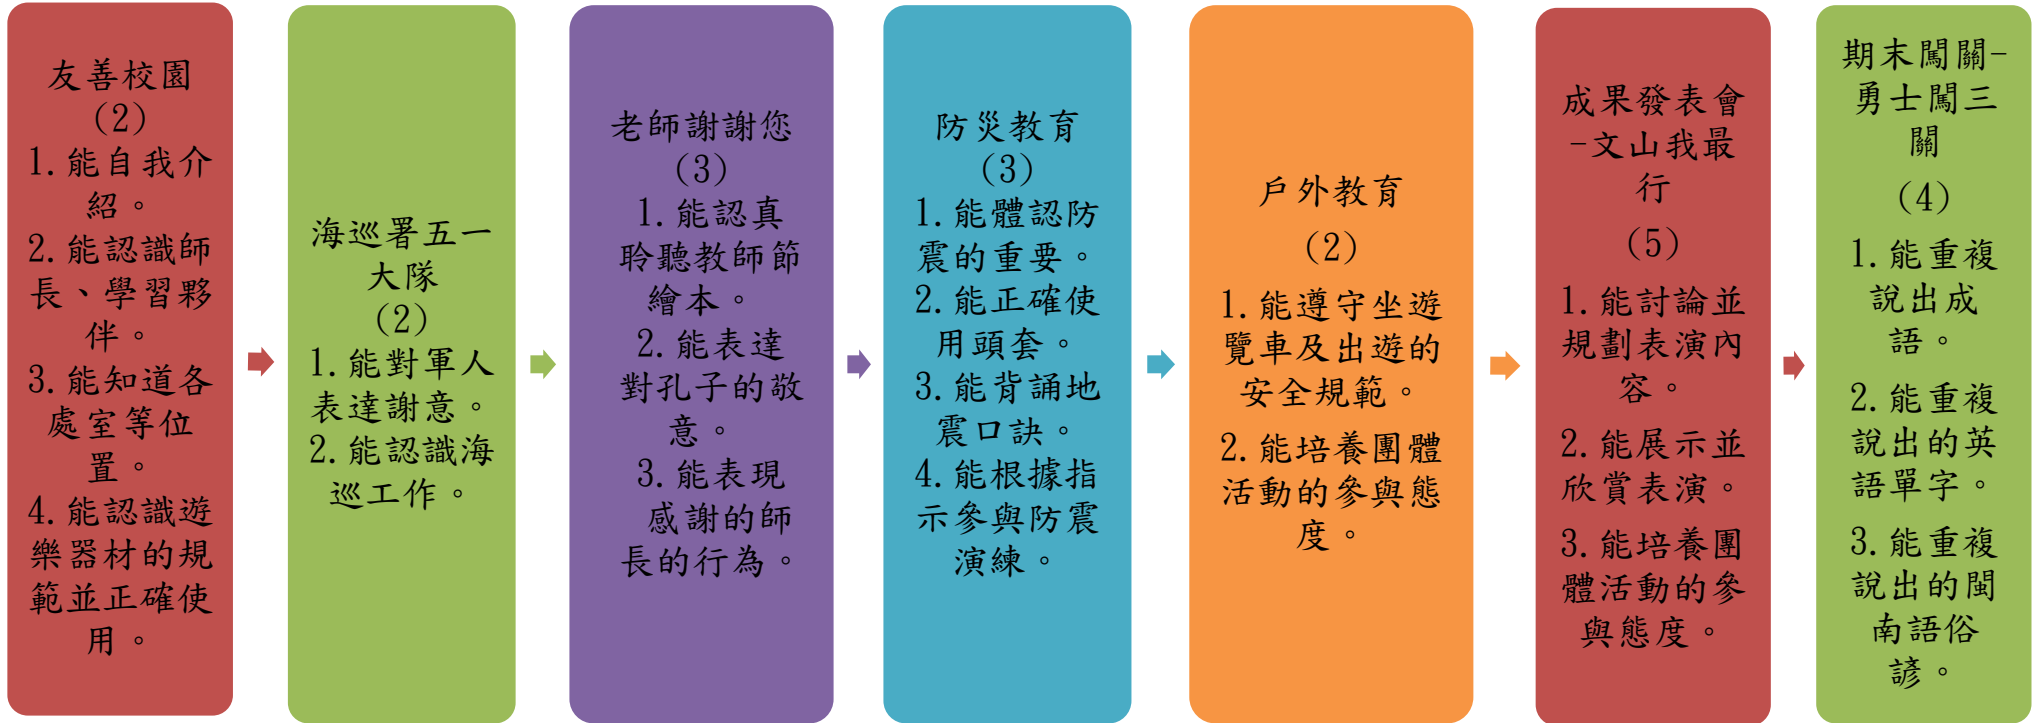 友善校園
(2)
1.能自我介
紹。
2.能認識師
長、學習夥
伴。
3.能知道各
處室等位
置。
4.能認識遊
樂器材的規
範並正確使
用。
海巡署五一
大隊
(2)
1.能對軍人
表達謝意。
2.能認識海
巡工作。
老師謝謝您
(3)
1.能認真
聆聽教師節
繪本。
2.能表達
對孔子的敬
意。
3.能表現
感謝的師
長的行為。
防災教育
(3)
1.能體認防
震的重要。
2.能正確使
用頭套。
3.能背誦地
震口訣。
4.能根據指
示參與防震
演練。
戶外教育
(2)
1.能遵守坐遊
覽車及出遊的
安全規範。
2.能培養團體
活動的參與態
度。
成果發表會
-文山我最
行
(5)
1.能討論並
規劃表演內
容。
2.能展示並
欣賞表演。
3.能培養團
體活動的參
與態度。
期末闖關-
勇士闖三
關
(4)
1.能重複
說出成
語。
2.能重複
說出的英
語單字。
3.能重複
說出的閩
南語俗
諺。